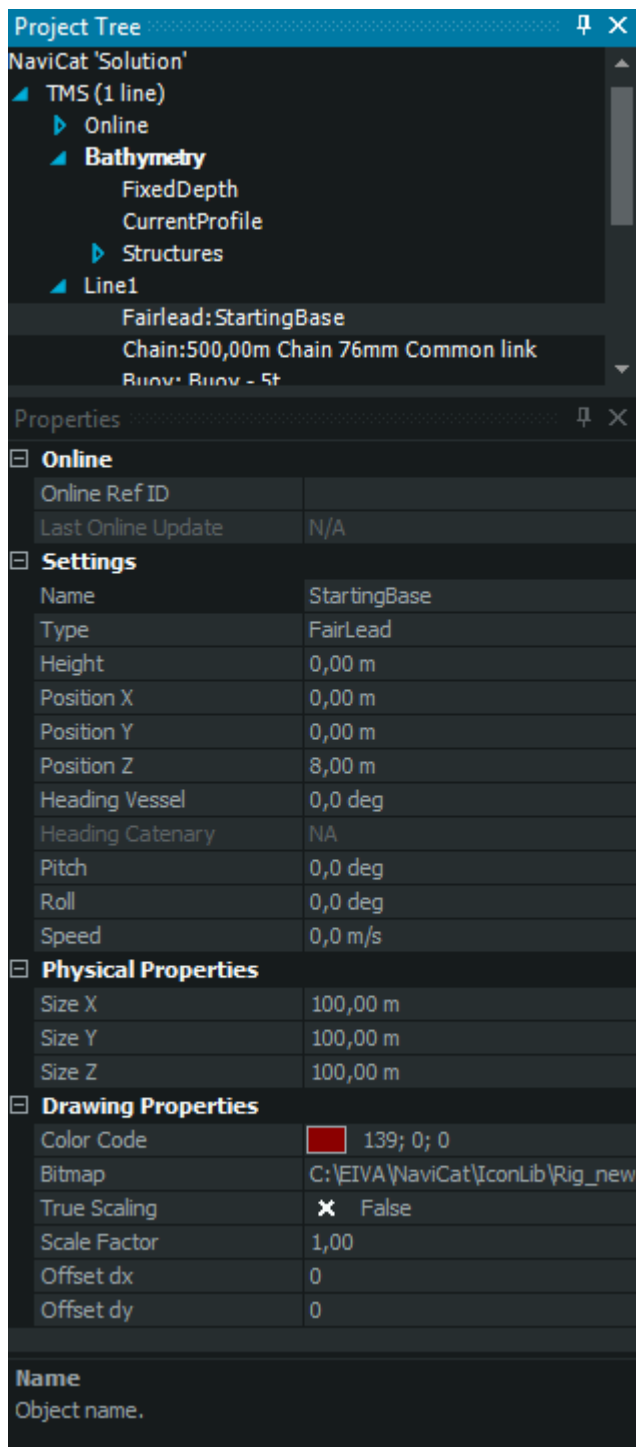 Project Tree
NaviCat 'Solution'
TMS (1 line)
Online
Bathymetry
FixedDepth
CurrentProfile
Structures
Line1
Fairlead:StartingBase
Chain:500,00m Chain 76mm Common link
Buoy: Buoy - 5t
Properties
Online
Online Ref ID
Last Online Update N/A
Settings
Name StartingBase
Type FairLead
Height 0,00 m
Position X 0,00 m
Position Y 0,00 m
Position Z 8,00 m
Heading Vessel 0,0 deg
Heading Catenary NA
Pitch 0,0 deg
Roll 0,0 deg
Speed 0,0 m/s
Physical Properties
Size X 100,00 m
Size Y 100,00 m
Size Z 100,00 m
Drawing Properties
Color Code 139; 0; 0
Bitmap C:\EIVA\NaviCat\IconLib\Rig_new
True Scaling False
Scale Factor 1,00
Offset dx 0
Offset dy 0
Name
Object name.